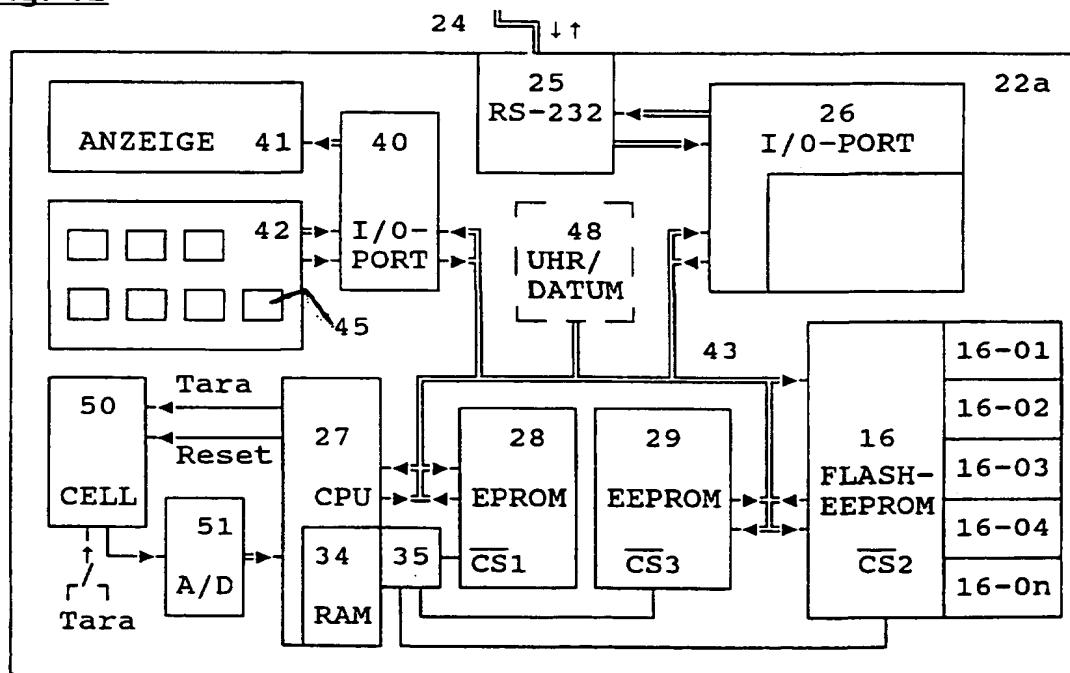 24 ↓↑
22a
25
RS-232
26
I/O-PORT
ANZEIGE 41
40
I/O-
PORT
42
45
48
UHR/
DATUM
43
50
CELL
Tara
Reset
Tara
51
A/D
27
CPU
34
RAM
35
28
EPROM
CS1
29
EEPROM
CS3
16
FLASH-
EEPROM
CS2
16-01
16-02
16-03
16-04
16-0n